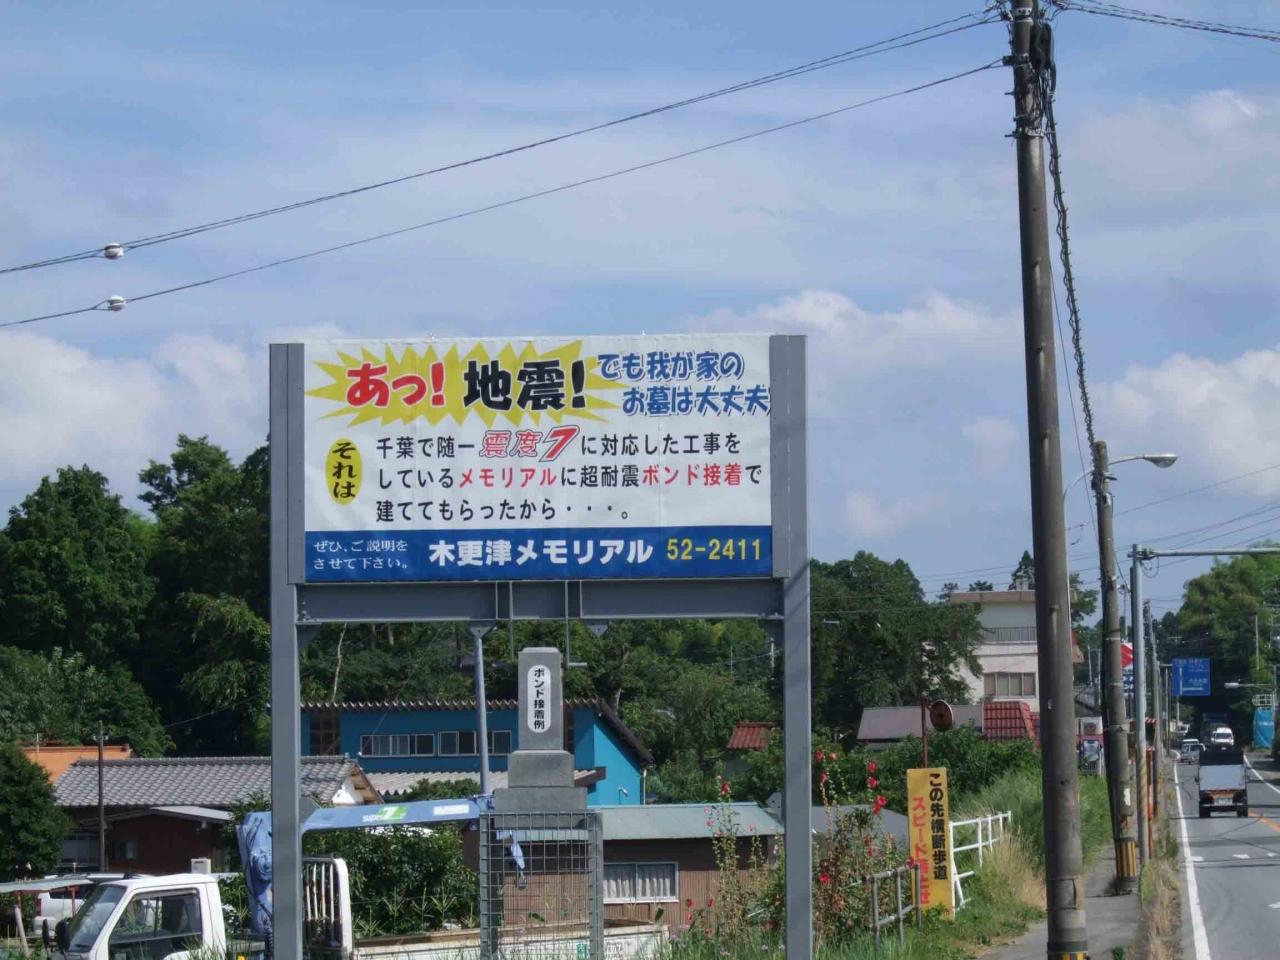 あっ!地震!
でも我が家の
お墓は大丈夫
それは
千葉で随一震度7に対応した工事を
しているメモリアルに超耐震ボンド接着で
建ててもらったから・・・。
ぜひ、ご説明を
させて下さい。
木更津メモリアル 52-2411
ボンド接着例
この先横断歩道
スピード落とせ